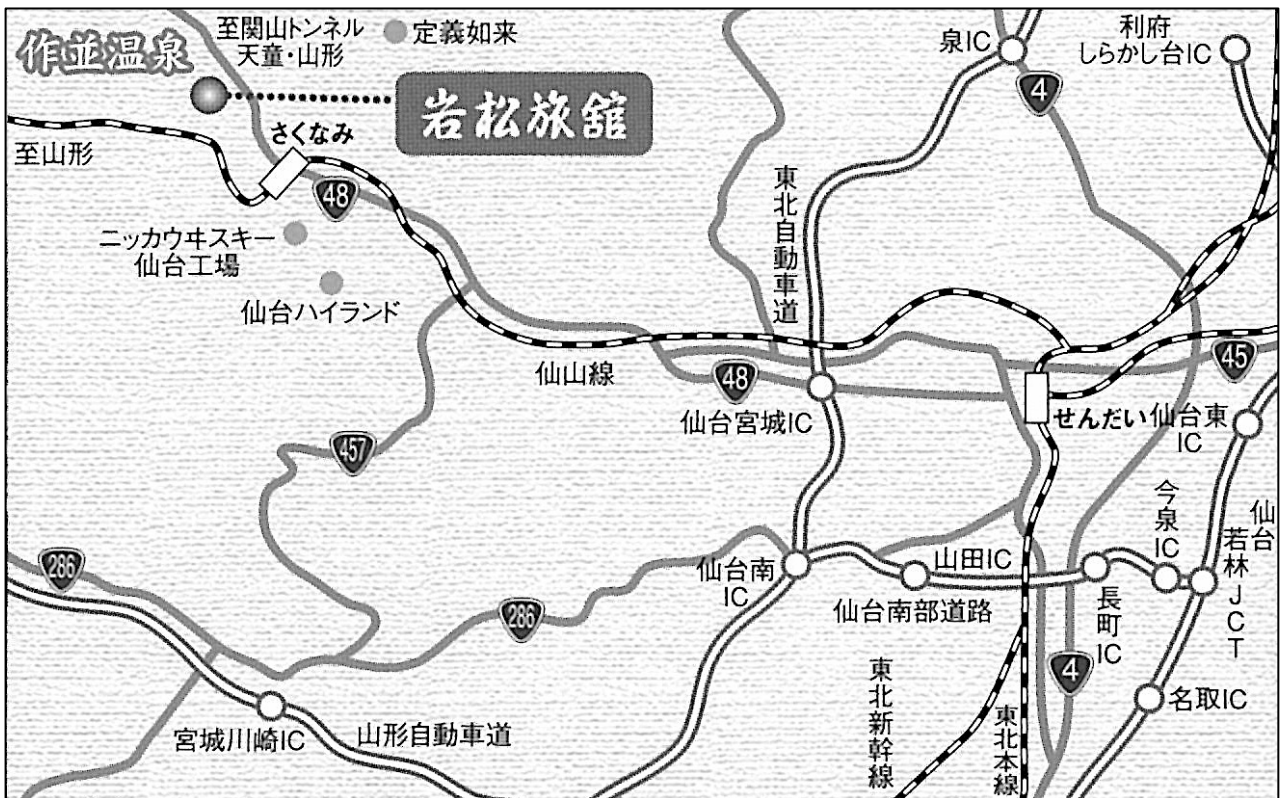 作並温泉
至関山トンネル
天童・山形
定義如来
岩松旅舘
泉IC
利府
しらかし台IC
4
至山形
さくなみ
48
ニッカウヰスキー
仙台工場
仙台ハイランド
東北自動車道
仙山線
48
仙台宮城IC
45
せんだい
仙台東
IC
457
286
286
仙台南
IC
山田IC
仙台南部道路
今泉IC
長町IC
仙台
若林JCT
4
名取IC
宮城川崎IC
山形自動車道
東北新幹線
東北本線